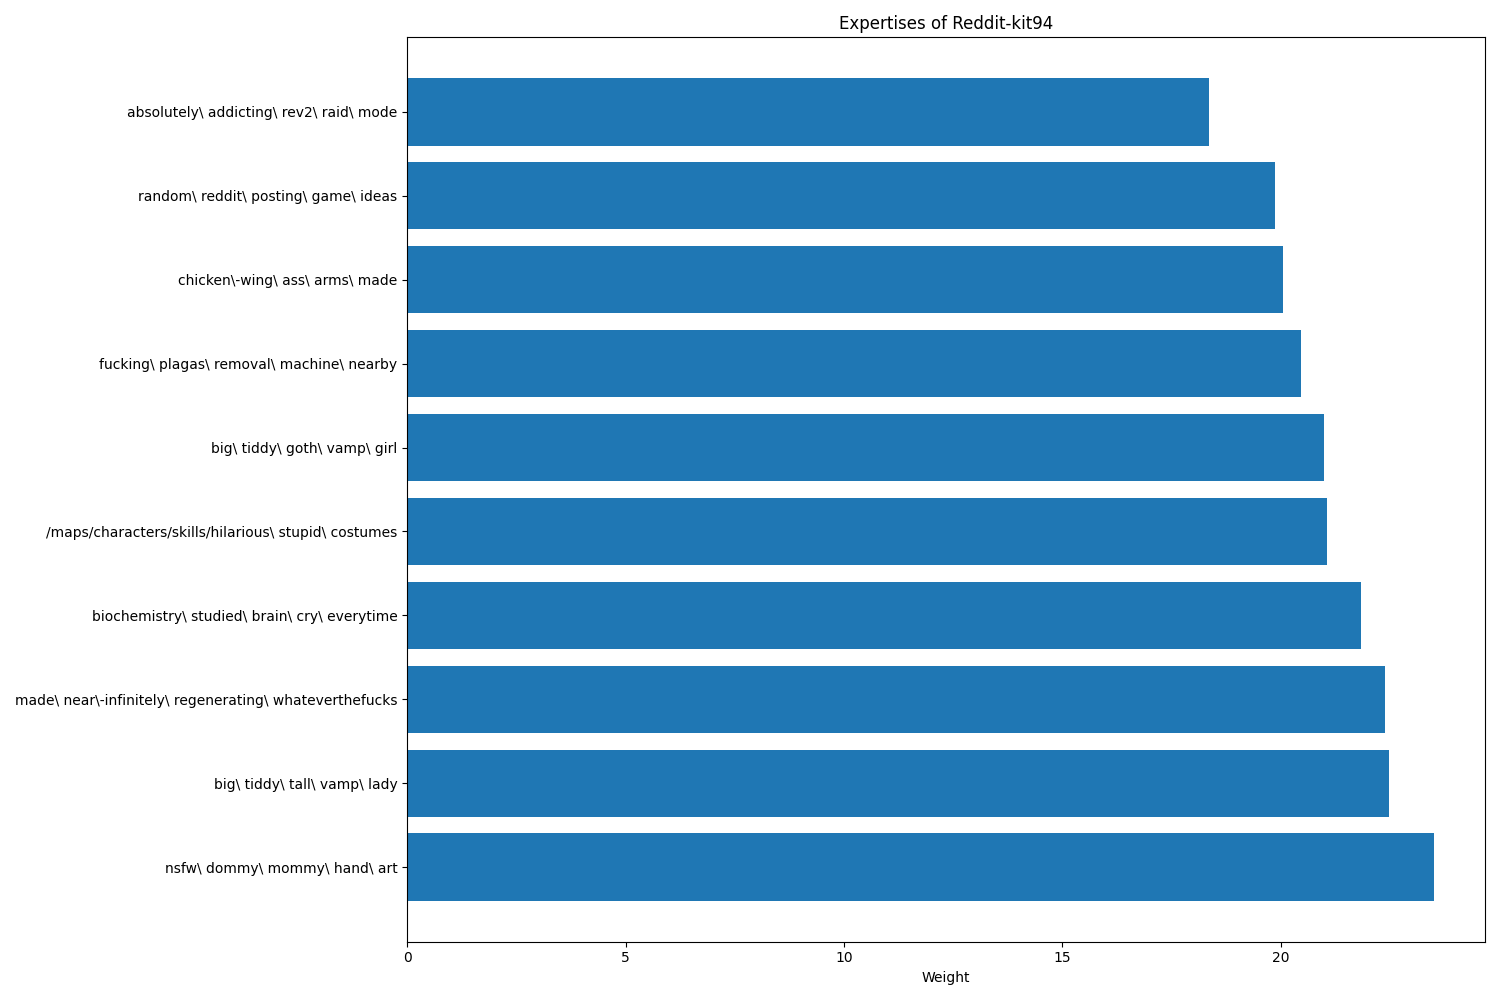 Expertises of Reddit-kit94
absolutely\ addicting\ rev2\ raid\ mode
random\ reddit\ posting\ game\ ideas
chicken\-wing\ ass\ arms\ made
fucking\ plagas\ removal\ machine\ nearby
big\ tiddy\ goth\ vamp\ girl
/maps/characters/skills/hilarious\ stupid\ costumes
biochemistry\ studied\ brain\ cry\ everytime
made\ near\-infinitely\ regenerating\ whateverthefucks
big\ tiddy\ tall\ vamp\ lady
nsfw\ dommy\ mommy\ hand\ art
0 5 10 15 20
Weight